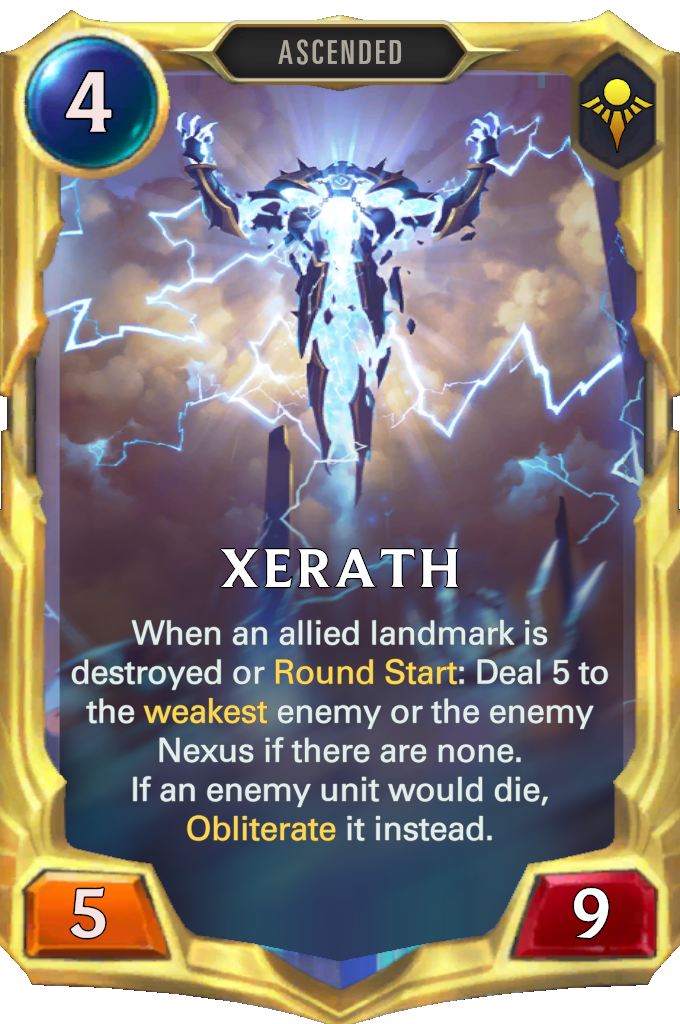 ASCENDED
4
XERATH
When an allied landmark is
destroyed or Round Start: Deal 5 to
the weakest enemy or the enemy
Nexus if there are none.
If an enemy unit would die,
Obliterate it instead.
5
9